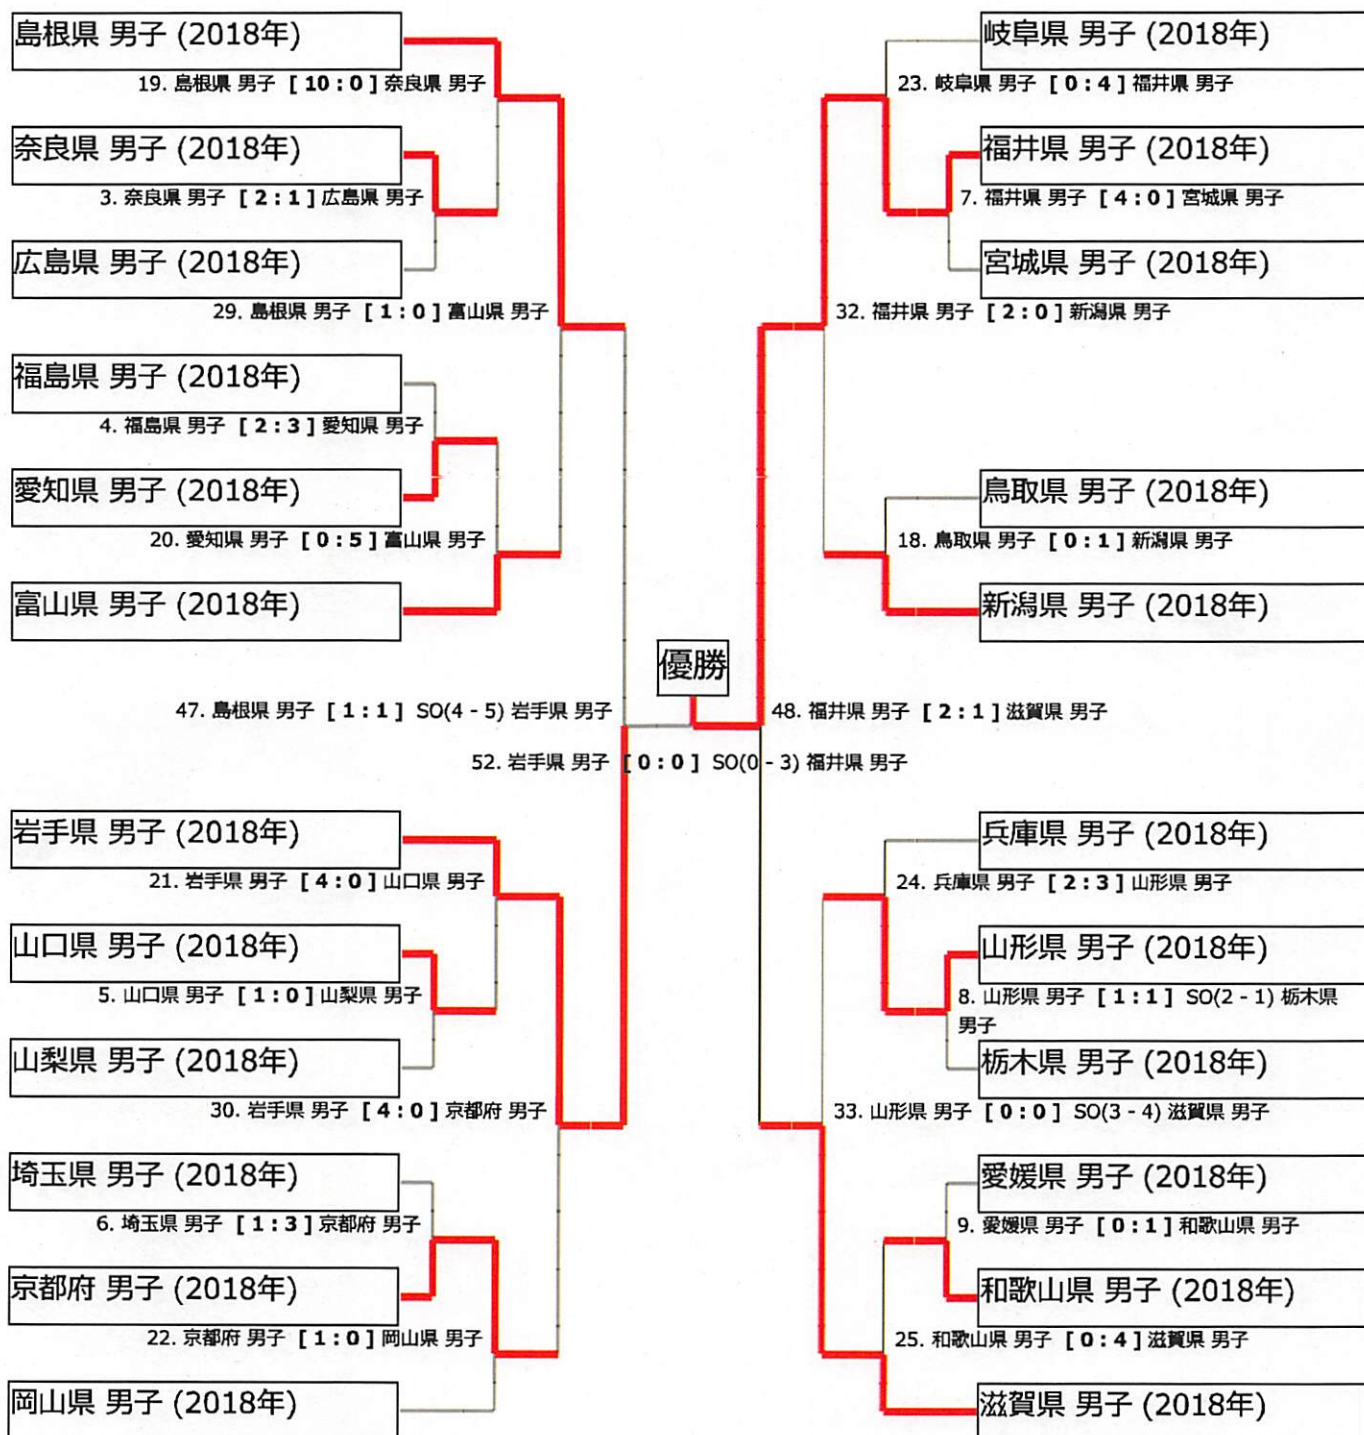 島根県 男子 (2018年)
19. 島根県 男子 [ 10 : 0 ] 奈良県 男子
奈良県 男子 (2018年)
3. 奈良県 男子 [ 2 : 1 ] 広島県 男子
広島県 男子 (2018年)
29. 島根県 男子 [ 1 : 0 ] 富山県 男子
福島県 男子 (2018年)
4. 福島県 男子 [ 2 : 3 ] 愛知県 男子
愛知県 男子 (2018年)
20. 愛知県 男子 [ 0 : 5 ] 富山県 男子
富山県 男子 (2018年)
47. 島根県 男子 [ 1 : 1 ] SO(4 - 5) 岩手県 男子
岩手県 男子 (2018年)
21. 岩手県 男子 [ 4 : 0 ] 山口県 男子
山口県 男子 (2018年)
5. 山口県 男子 [ 1 : 0 ] 山梨県 男子
山梨県 男子 (2018年)
30. 岩手県 男子 [ 4 : 0 ] 京都府 男子
埼玉県 男子 (2018年)
6. 埼玉県 男子 [ 1 : 3 ] 京都府 男子
京都府 男子 (2018年)
22. 京都府 男子 [ 1 : 0 ] 岡山県 男子
岡山県 男子 (2018年)
優勝
52. 岩手県 男子 [ 0 : 0 ] SO(0 - 3) 福井県 男子
岐阜県 男子 (2018年)
23. 岐阜県 男子 [ 0 : 4 ] 福井県 男子
福井県 男子 (2018年)
7. 福井県 男子 [ 4 : 0 ] 宮城県 男子
宮城県 男子 (2018年)
32. 福井県 男子 [ 2 : 0 ] 新潟県 男子
鳥取県 男子 (2018年)
18. 鳥取県 男子 [ 0 : 1 ] 新潟県 男子
新潟県 男子 (2018年)
48. 福井県 男子 [ 2 : 1 ] 滋賀県 男子
兵庫県 男子 (2018年)
24. 兵庫県 男子 [ 2 : 3 ] 山形県 男子
山形県 男子 (2018年)
8. 山形県 男子 [ 1 : 1 ] SO(2 - 1) 栃木県
男子
栃木県 男子 (2018年)
33. 山形県 男子 [ 0 : 0 ] SO(3 - 4) 滋賀県 男子
愛媛県 男子 (2018年)
9. 愛媛県 男子 [ 0 : 1 ] 和歌山県 男子
和歌山県 男子 (2018年)
25. 和歌山県 男子 [ 0 : 4 ] 滋賀県 男子
滋賀県 男子 (2018年)